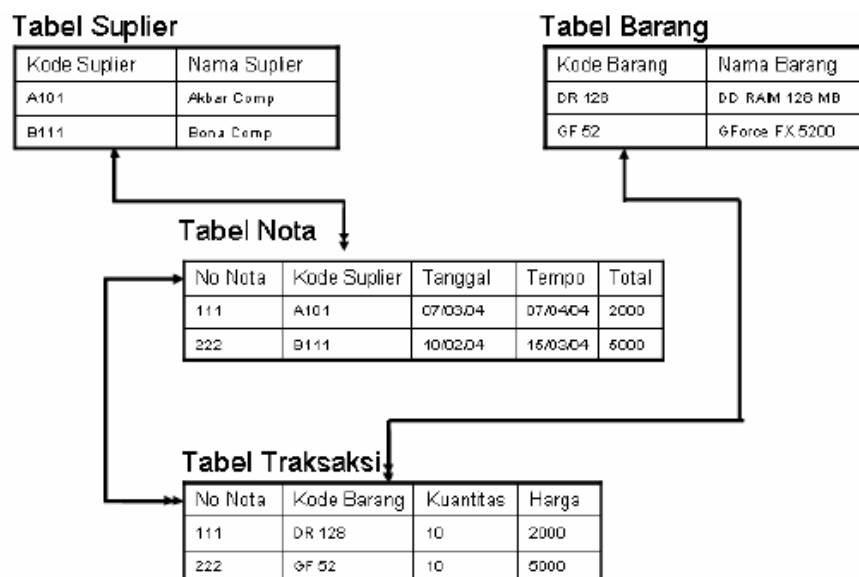 Tabel Suplier
Kode Suplier Nama Suplier
A101 Akbar Comp
B111 Bona Comp
Tabel Barang
Kode Barang Nama Barang
DR 128 DD RAM 128 MB
GF 52 GForce FX 5200
Tabel Nota
No Nota Kode Suplier Tanggal Tempo Total
111 A101 07/03/04 07/04/04 2000
222 B111 10/02/04 15/03/04 5000
Tabel Traksaksi
No Nota Kode Barang Kuantitas Harga
111 DR 128 10 2000
222 GF 52 10 5000